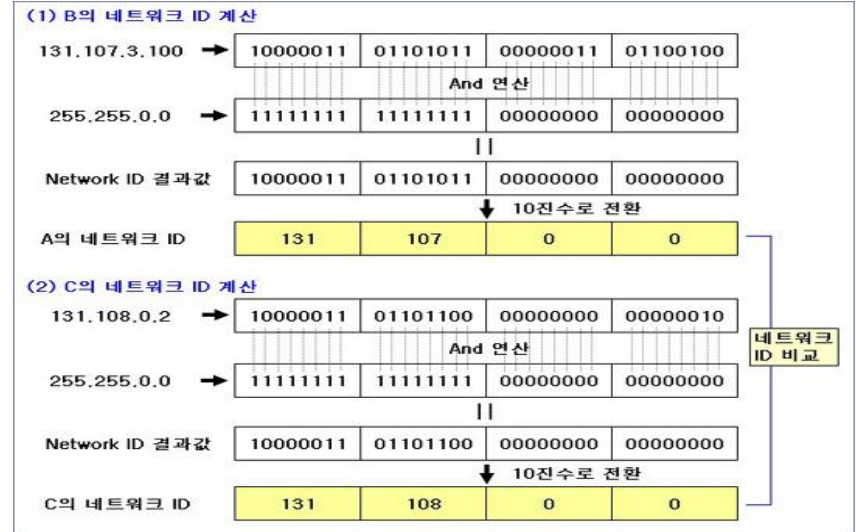 (1) B의 네트워크 ID 계산
131.107.3.100 → 10000011 01101011 00000011 01100100
And 연산
255.255.0.0 → 11111111 11111111 00000000 00000000
||
Network ID 결과값 10000011 01101011 00000000 00000000
↓ 10진수로 전환
A의 네트워크 ID 131 107 0 0
(2) C의 네트워크 ID 계산
131.108.0.2 → 10000011 01101100 00000000 00000010
And 연산
255.255.0.0 → 11111111 11111111 00000000 00000000
||
Network ID 결과값 10000011 01101100 00000000 00000000
↓ 10진수로 전환
C의 네트워크 ID 131 108 0 0
네트워크
ID 비교